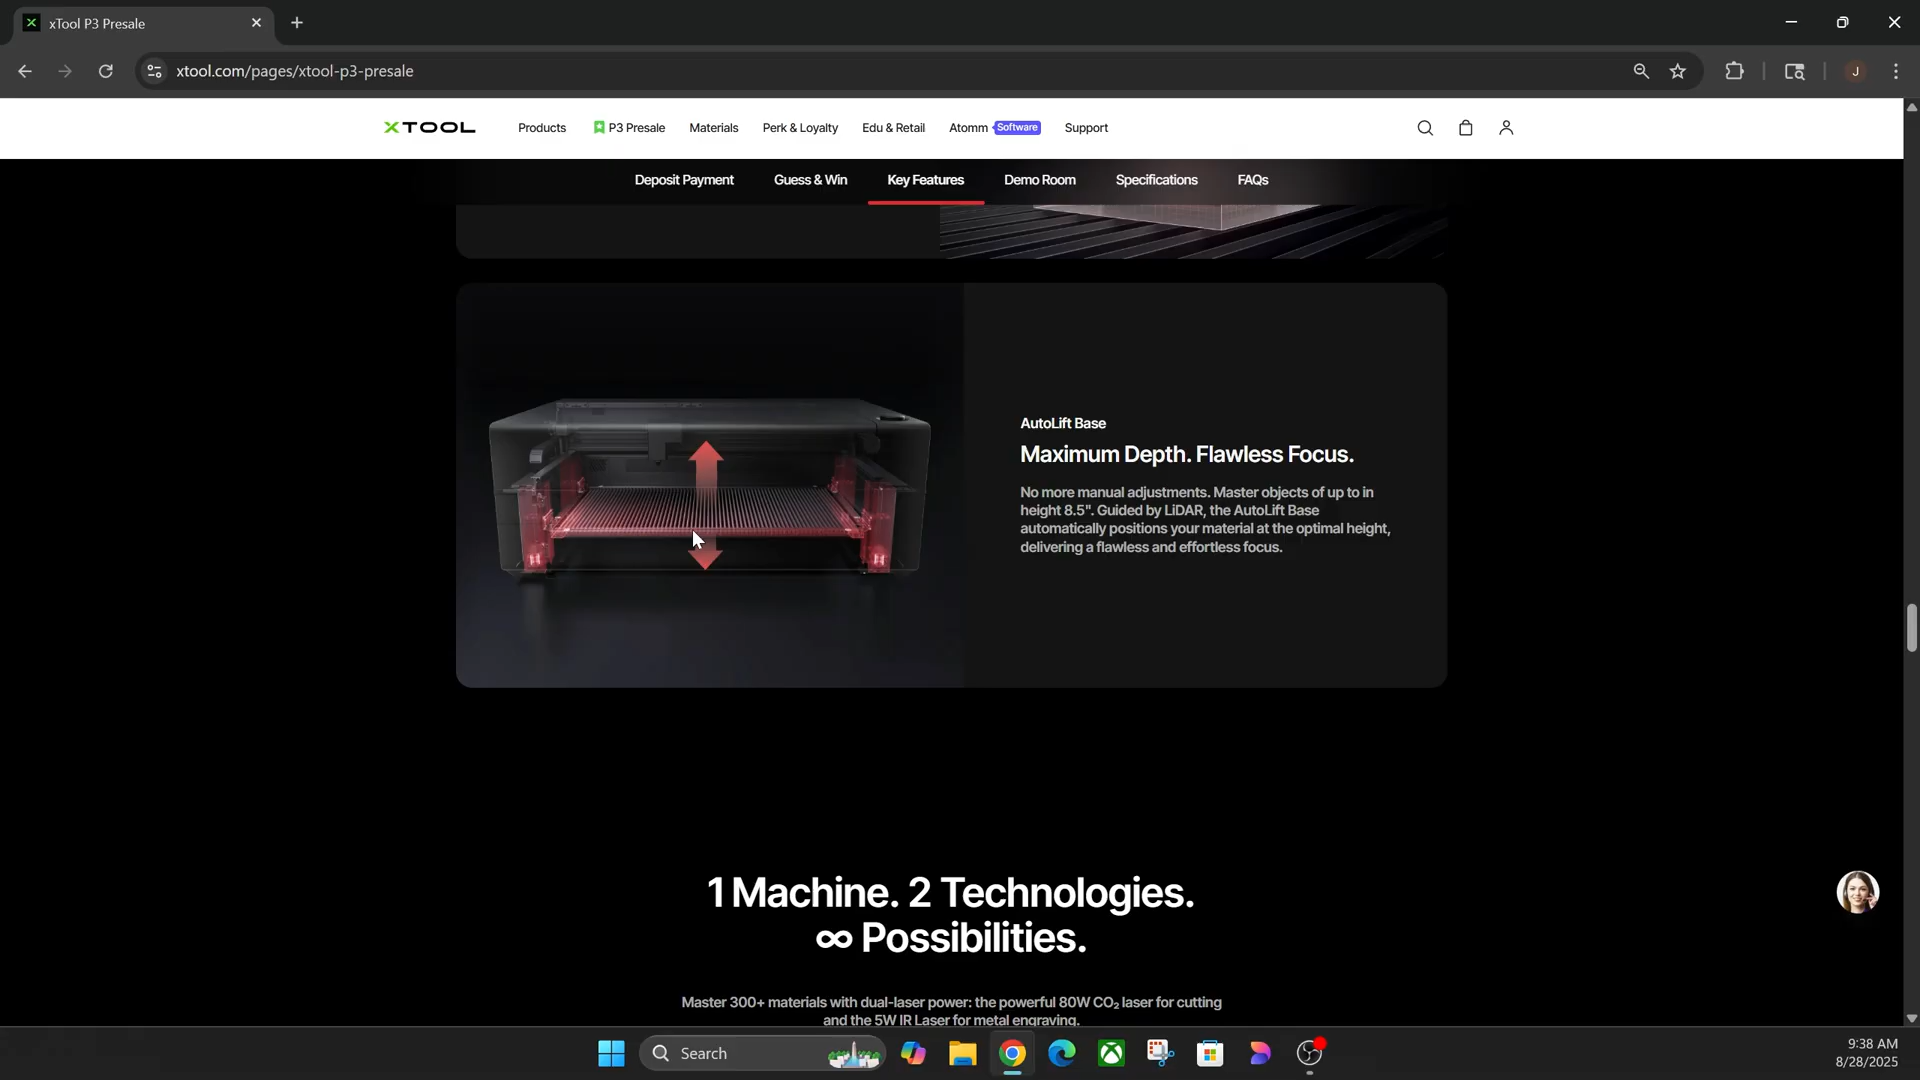 xTool P3 Presale
xtool.com/pages/xtool-p3-presale
J
XTOOL
Products
P3 Presale
Materials
Perk & Loyalty
Edu & Retail
Atomm Software
Support
Deposit Payment
Guess & Win
Key Features
Demo Room
Specifications
FAQs
AutoLift Base
Maximum Depth. Flawless Focus.
No more manual adjustments. Master objects of up to in
height 8.5". Guided by LiDAR, the AutoLift Base
automatically positions your material at the optimal height,
delivering a flawless and effortless focus.
1 Machine. 2 Technologies.
∞ Possibilities.
Master 300+ materials with dual-laser power: the powerful 80W CO₂ laser for cutting
and the 5W IR Laser for metal engraving.
Search
9:38 AM
8/28/2025